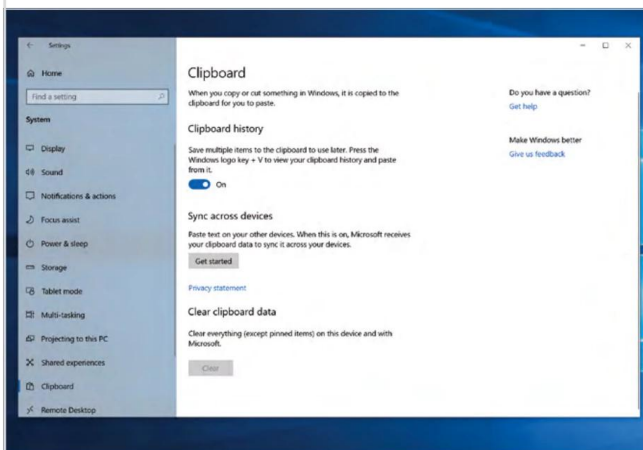 Settings
Home
Find a setting
System
Display
Sound
Notifications & actions
Focus assist
Power & sleep
Storage
Tablet mode
Multi-tasking
Projecting to this PC
Shared experiences
Clipboard
Remote Desktop
Clipboard
When you copy or cut something in Windows, it is copied to the
clipboard for you to paste.
Clipboard history
Save multiple items to the clipboard to use later. Press the
Windows logo key + V to view your clipboard history and paste
from it.
On
Sync across devices
Paste text on your other devices. When this is on, Microsoft receives
your clipboard data to sync it across your devices.
Get started
Privacy statement
Clear clipboard data
Clear everything (except pinned items) on this device and with
Microsoft.
Clear
Do you have a question?
Get help
Make Windows better
Give us feedback